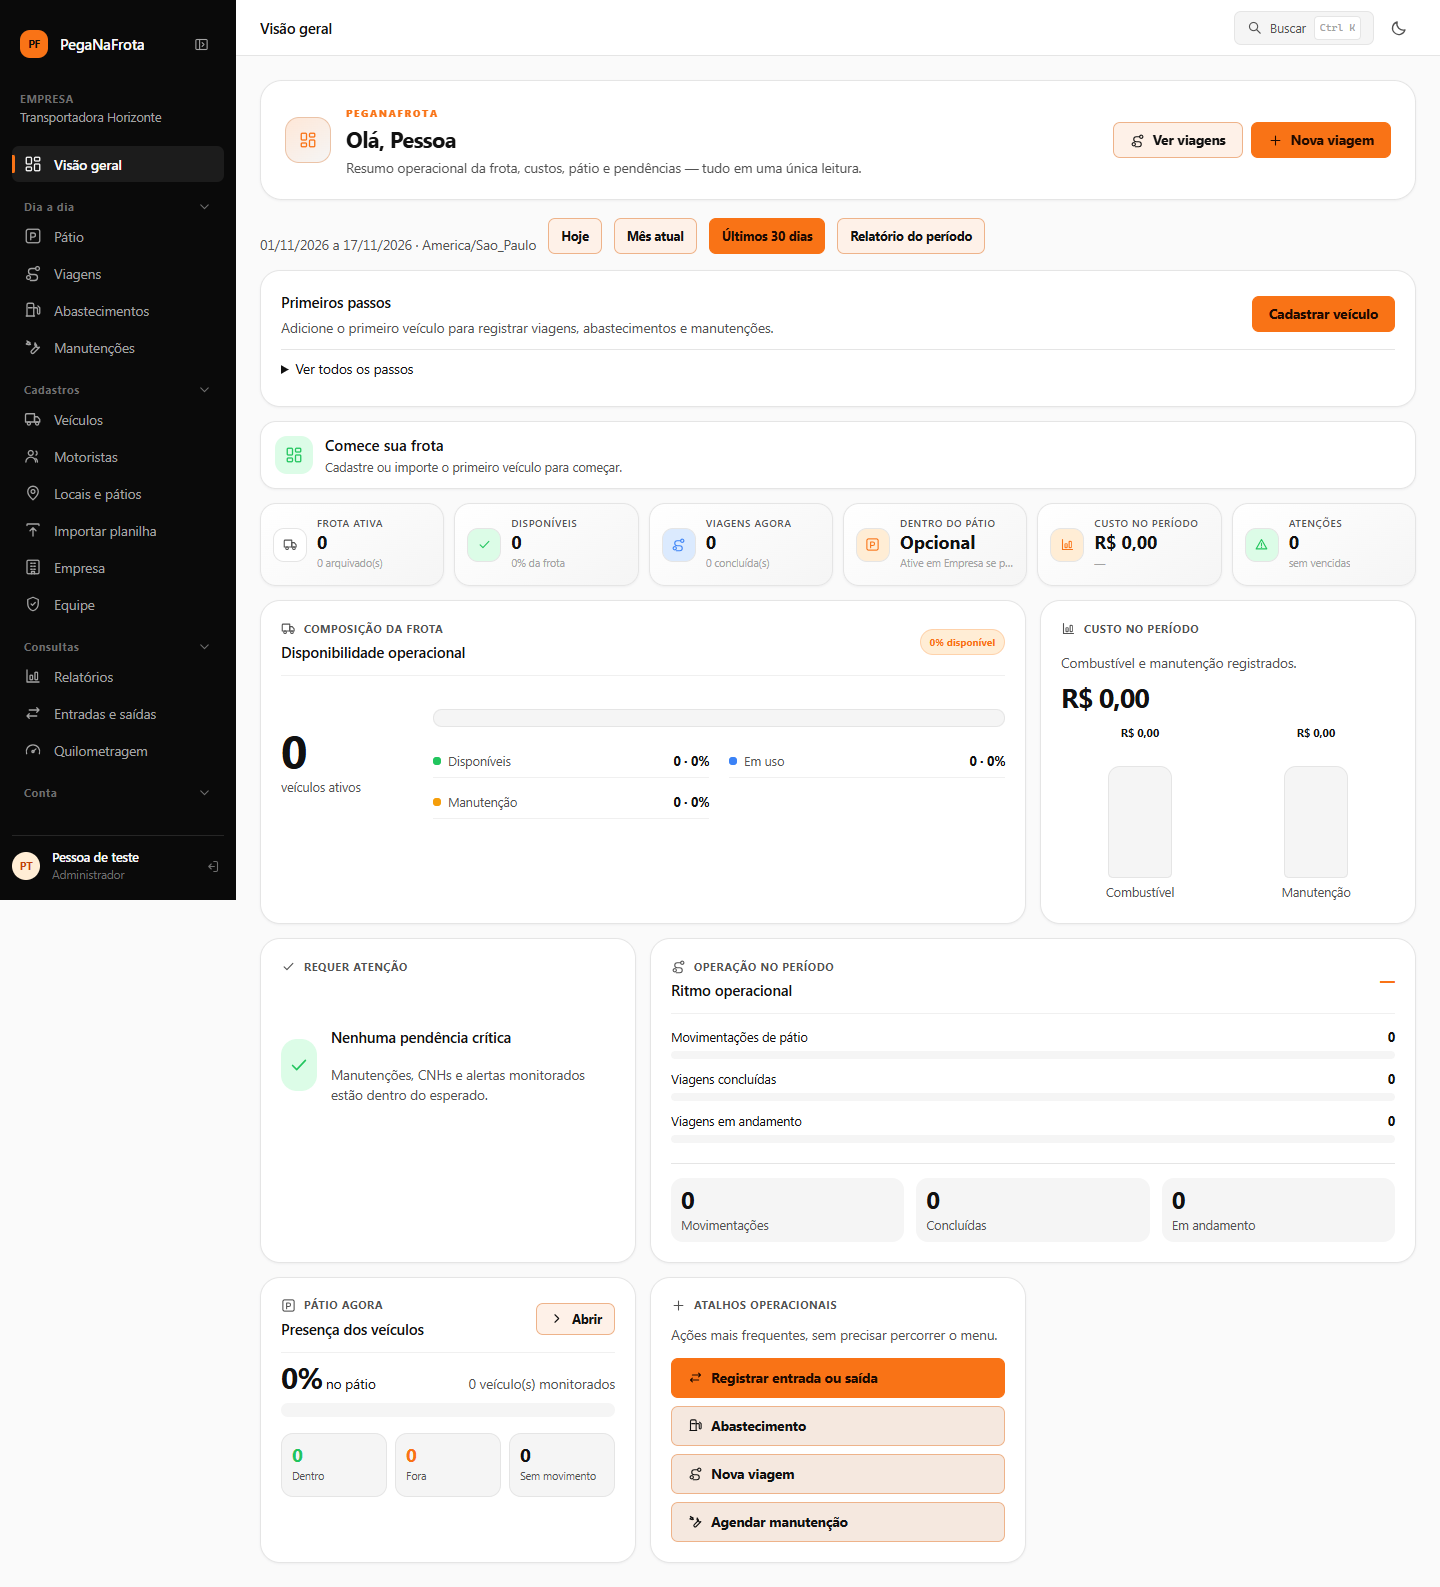 PF
PegaNaFrota
EMPRESA
Transportadora Horizonte
Visão geral
Dia a dia
Pátio
Viagens
Abastecimentos
Manutenções
Cadastros
Veículos
Motoristas
Locais e pátios
Importar planilha
Empresa
Equipe
Consultas
Relatórios
Entradas e saídas
Quilometragem
Conta
PT
Pessoa de teste
Administrador
Visão geral
Buscar Ctrl K
PEGANAFROTA
Olá, Pessoa
Resumo operacional da frota, custos, pátio e pendências — tudo em uma única leitura.
Ver viagens
Nova viagem
01/11/2026 a 17/11/2026 · America/Sao_Paulo
Hoje
Mês atual
Últimos 30 dias
Relatório do período
Primeiros passos
Adicione o primeiro veículo para registrar viagens, abastecimentos e manutenções.
Cadastrar veículo
Ver todos os passos
Comece sua frota
Cadastre ou importe o primeiro veículo para começar.
FROTA ATIVA
0
0 arquivado(s)
DISPONÍVEIS
0
0% da frota
VIAGENS AGORA
0
0 concluída(s)
DENTRO DO PÁTIO
P
Opcional
Ative em Empresa se p...
CUSTO NO PERÍODO
R$ 0,00
—
ATENÇÕES
0
sem vencidas
COMPOSIÇÃO DA FROTA
Disponibilidade operacional
0% disponível
0
veículos ativos
Disponíveis 0 · 0%
Em uso 0 · 0%
Manutenção 0 · 0%
CUSTO NO PERÍODO
Combustível e manutenção registrados.
R$ 0,00
R$ 0,00
R$ 0,00
Combustível
Manutenção
REQUER ATENÇÃO
Nenhuma pendência crítica
Manutenções, CNHs e alertas monitorados
estão dentro do esperado.
OPERAÇÃO NO PERÍODO
Ritmo operacional
—
Movimentações de pátio 0
Viagens concluídas 0
Viagens em andamento 0
0
Movimentações
0
Concluídas
0
Em andamento
PÁTIO AGORA
Presença dos veículos
Abrir
0% no pátio
0 veículo(s) monitorados
0
Dentro
0
Fora
0
Sem movimento
ATALHOS OPERACIONAIS
Ações mais frequentes, sem precisar percorrer o menu.
Registrar entrada ou saída
Abastecimento
Nova viagem
Agendar manutenção